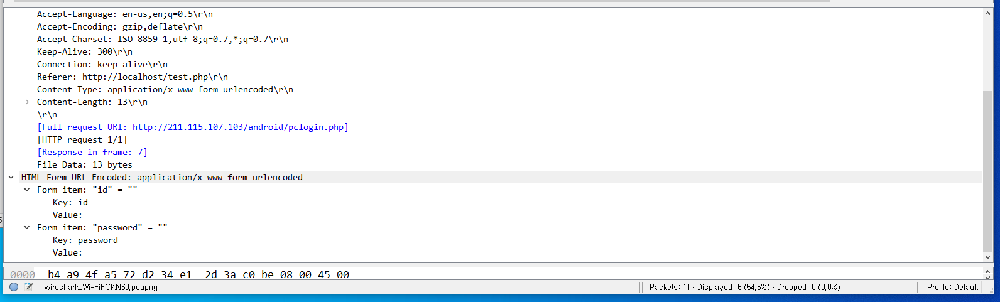 Accept-Language: en-us,en;q=0.5\r\n
Accept-Encoding: gzip,deflate\r\n
Accept-Charset: ISO-8859-1,utf-8;q=0.7,*;q=0.7\r\n
Keep-Alive: 300\r\n
Connection: keep-alive\r\n
Referer: http://localhost/test.php\r\n
Content-Type: application/x-www-form-urlencoded\r\n
Content-Length: 13\r\n
\r\n
[Full request URI: http://211.115.107.103/android/pclogin.php]
[HTTP request 1/1]
[Response in frame: 7]
File Data: 13 bytes
HTML Form URL Encoded: application/x-www-form-urlencoded
Form item: "id" = ""
Key: id
Value:
Form item: "password" = ""
Key: password
Value:
0000 b4 a9 4f a5 72 d2 34 e1 2d 3a c0 be 08 00 45 00
wireshark_Wi-FiFCKN60.pcapng
Packets: 11 · Displayed: 6 (54.5%) · Dropped: 0 (0.0%)
Profile: Default